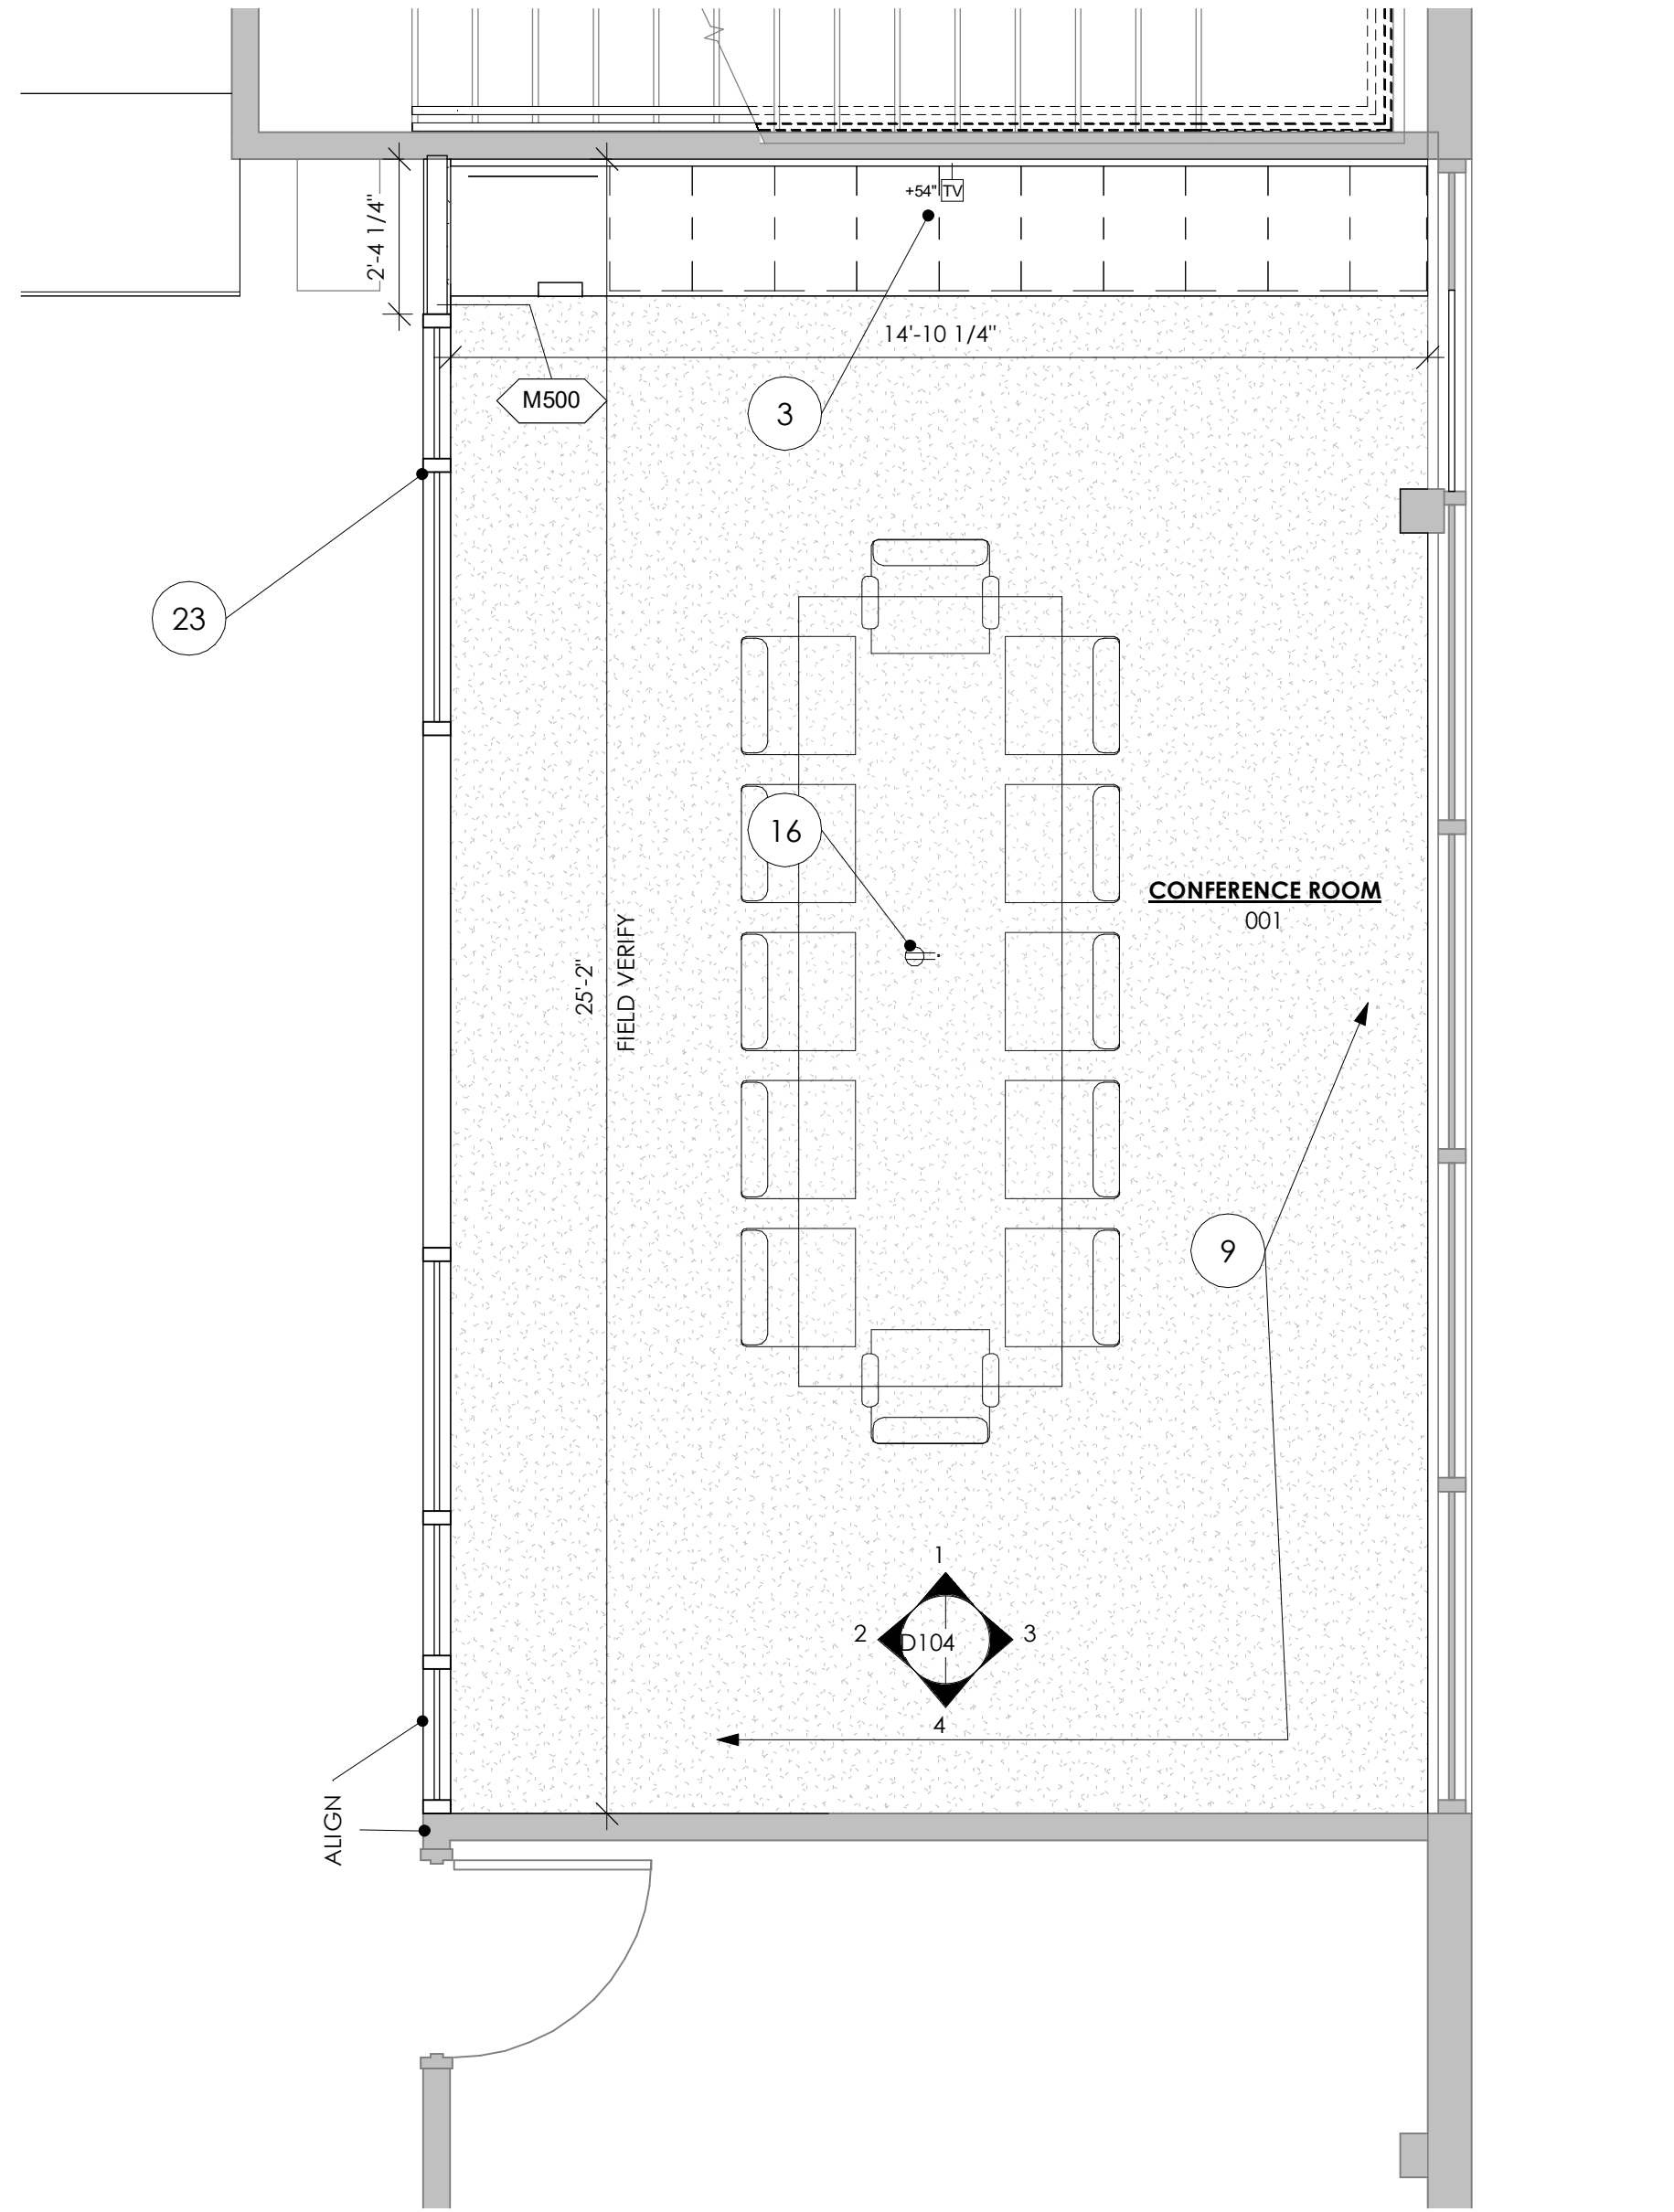 +54" TV
2'-4 1/4"
14'-10 1/4"
M500
3
23
16
CONFERENCE ROOM
001
25'-2"
FIELD VERIFY
9
1
2
D104
3
4
ALIGN